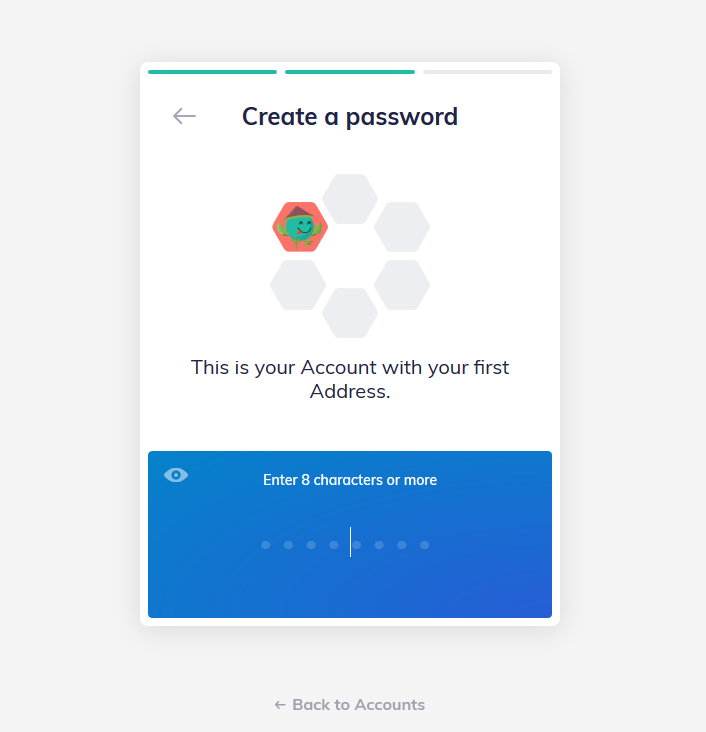 Create a password
This is your Account with your first
Address.
Enter 8 characters or more
Back to Accounts